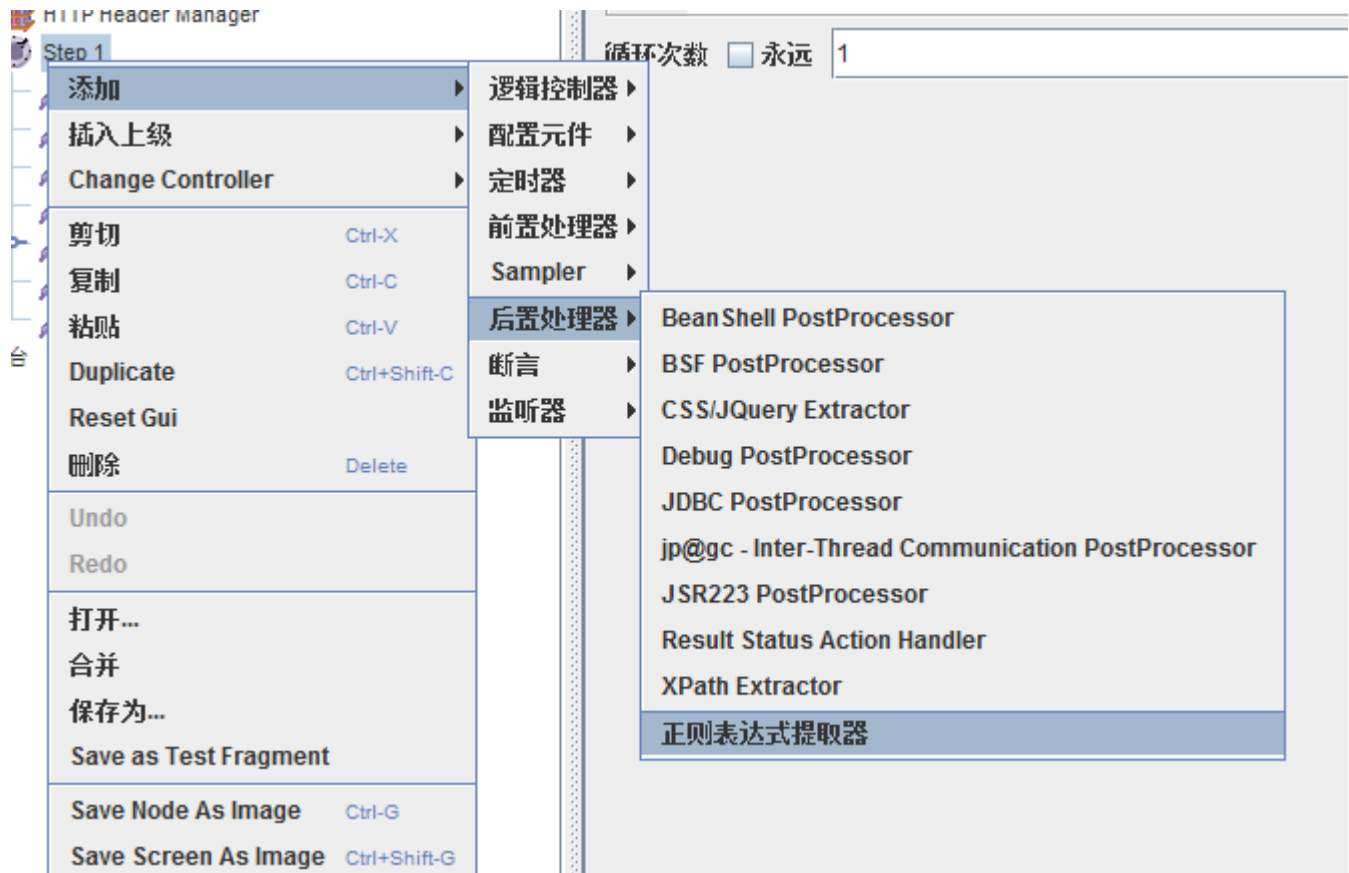 HTTP Header Manager
Step 1
循环次数 永远 1
添加
插入上级
Change Controller
剪切 Ctrl-X
复制 Ctrl-C
粘贴 Ctrl-V
Duplicate Ctrl+Shift-C
Reset Gui
删除 Delete
Undo
Redo
打开...
合并
保存为...
Save as Test Fragment
Save Node As Image Ctrl-G
Save Screen As Image Ctrl+Shift-G
逻辑控制器
配置元件
定时器
前置处理器
Sampler
后置处理器
断言
监听器
BeanShell PostProcessor
BSF PostProcessor
CSS/JQuery Extractor
Debug PostProcessor
JDBC PostProcessor
jp@gc - Inter-Thread Communication PostProcessor
JSR223 PostProcessor
Result Status Action Handler
XPath Extractor
正则表达式提取器
台